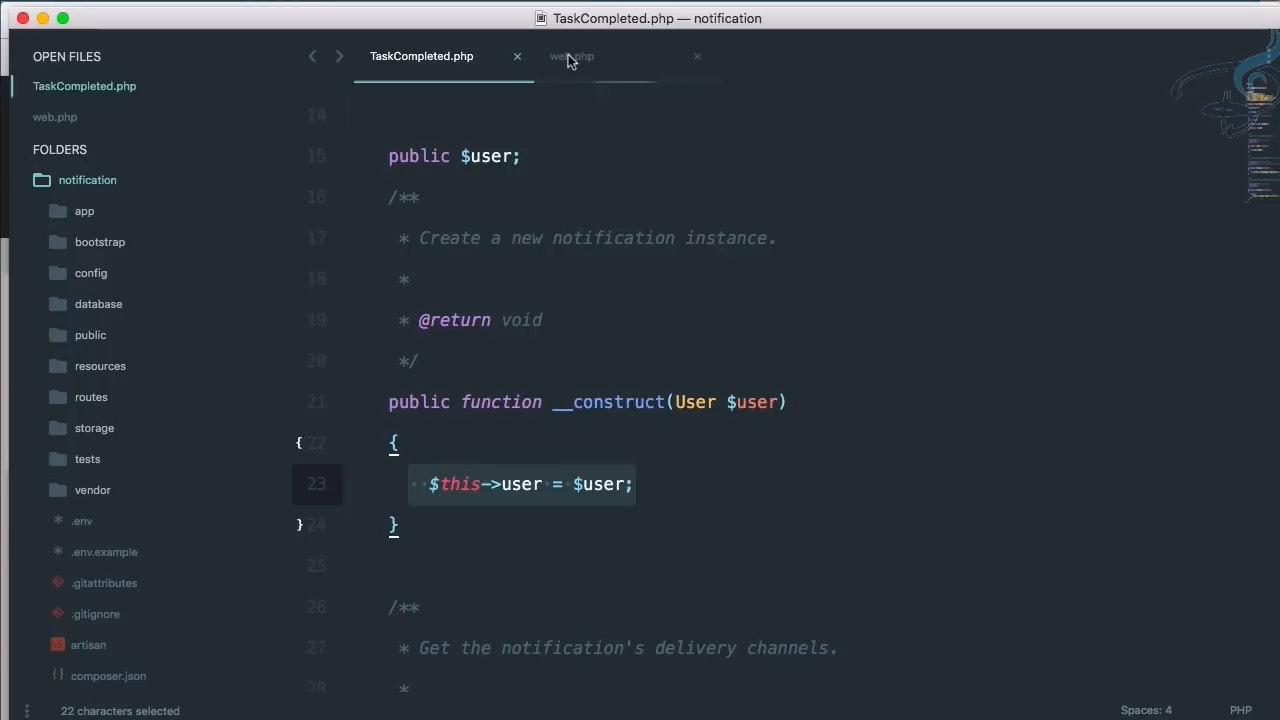 TaskCompleted.php — notification
OPEN FILES
TaskCompleted.php
web.php
FOLDERS
notification
app
bootstrap
config
database
public
resources
routes
storage
tests
vendor
.env
.env.example
.gitattributes
.gitignore
artisan
composer.json
TaskCompleted.php × web.php ×
14
15 public $user;
16 /**
17 * Create a new notification instance.
18 *
19 * @return void
20 */
21 public function __construct(User $user)
22 {
23 $this->user = $user;
24 }
25
26 /**
27 * Get the notification's delivery channels.
28 *
22 characters selected
Spaces: 4
PHP